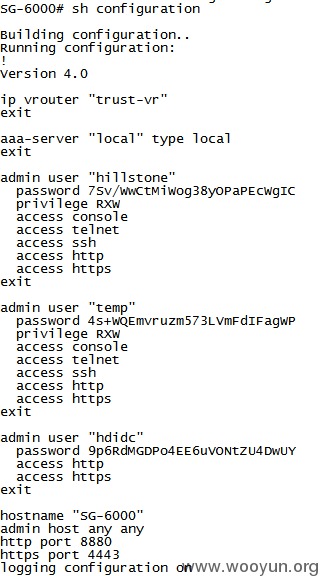 SG-6000# sh configuration
Building configuration..
Running configuration:
!
Version 4.0
ip vrouter "trust-vr"
exit
aaa-server "local" type local
exit
admin user "hillstone"
password 7Sv/WwCtMiWog38yOPaPEcWgIC
privilege RXW
access console
access telnet
access ssh
access http
access https
exit
admin user "temp"
password 4s+WQEmvruzm573LVmFdIFagWP
privilege RXW
access console
access telnet
access ssh
access http
access https
exit
admin user "hdidc"
password 9p6RdMGDPo4EE6uVONtZU4DwUY
access http
access https
exit
hostname "SG-6000"
admin host any any
http port 8880
https port 4443
logging configuration on
www.wooyun.org